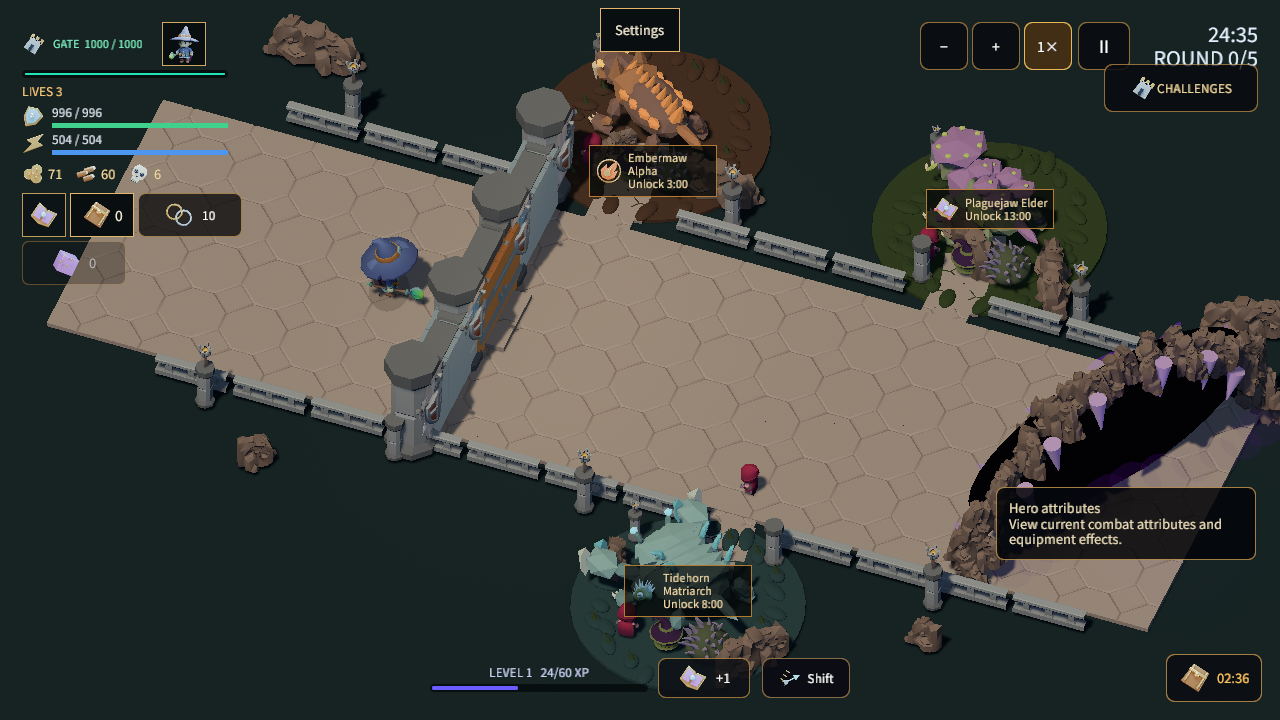 Settings
GATE 1000 / 1000
LIVES 3
996 / 996
504 / 504
71 60 6
0 10
0
− + 1× II
24:35
ROUND 0/5
CHALLENGES
Embermaw
Alpha
Unlock 3:00
Plaguejaw Elder
Unlock 13:00
Hero attributes
View current combat attributes and
equipment effects.
Tidehorn
Matriarch
Unlock 8:00
LEVEL 1 24/60 XP
+1
Shift
02:36